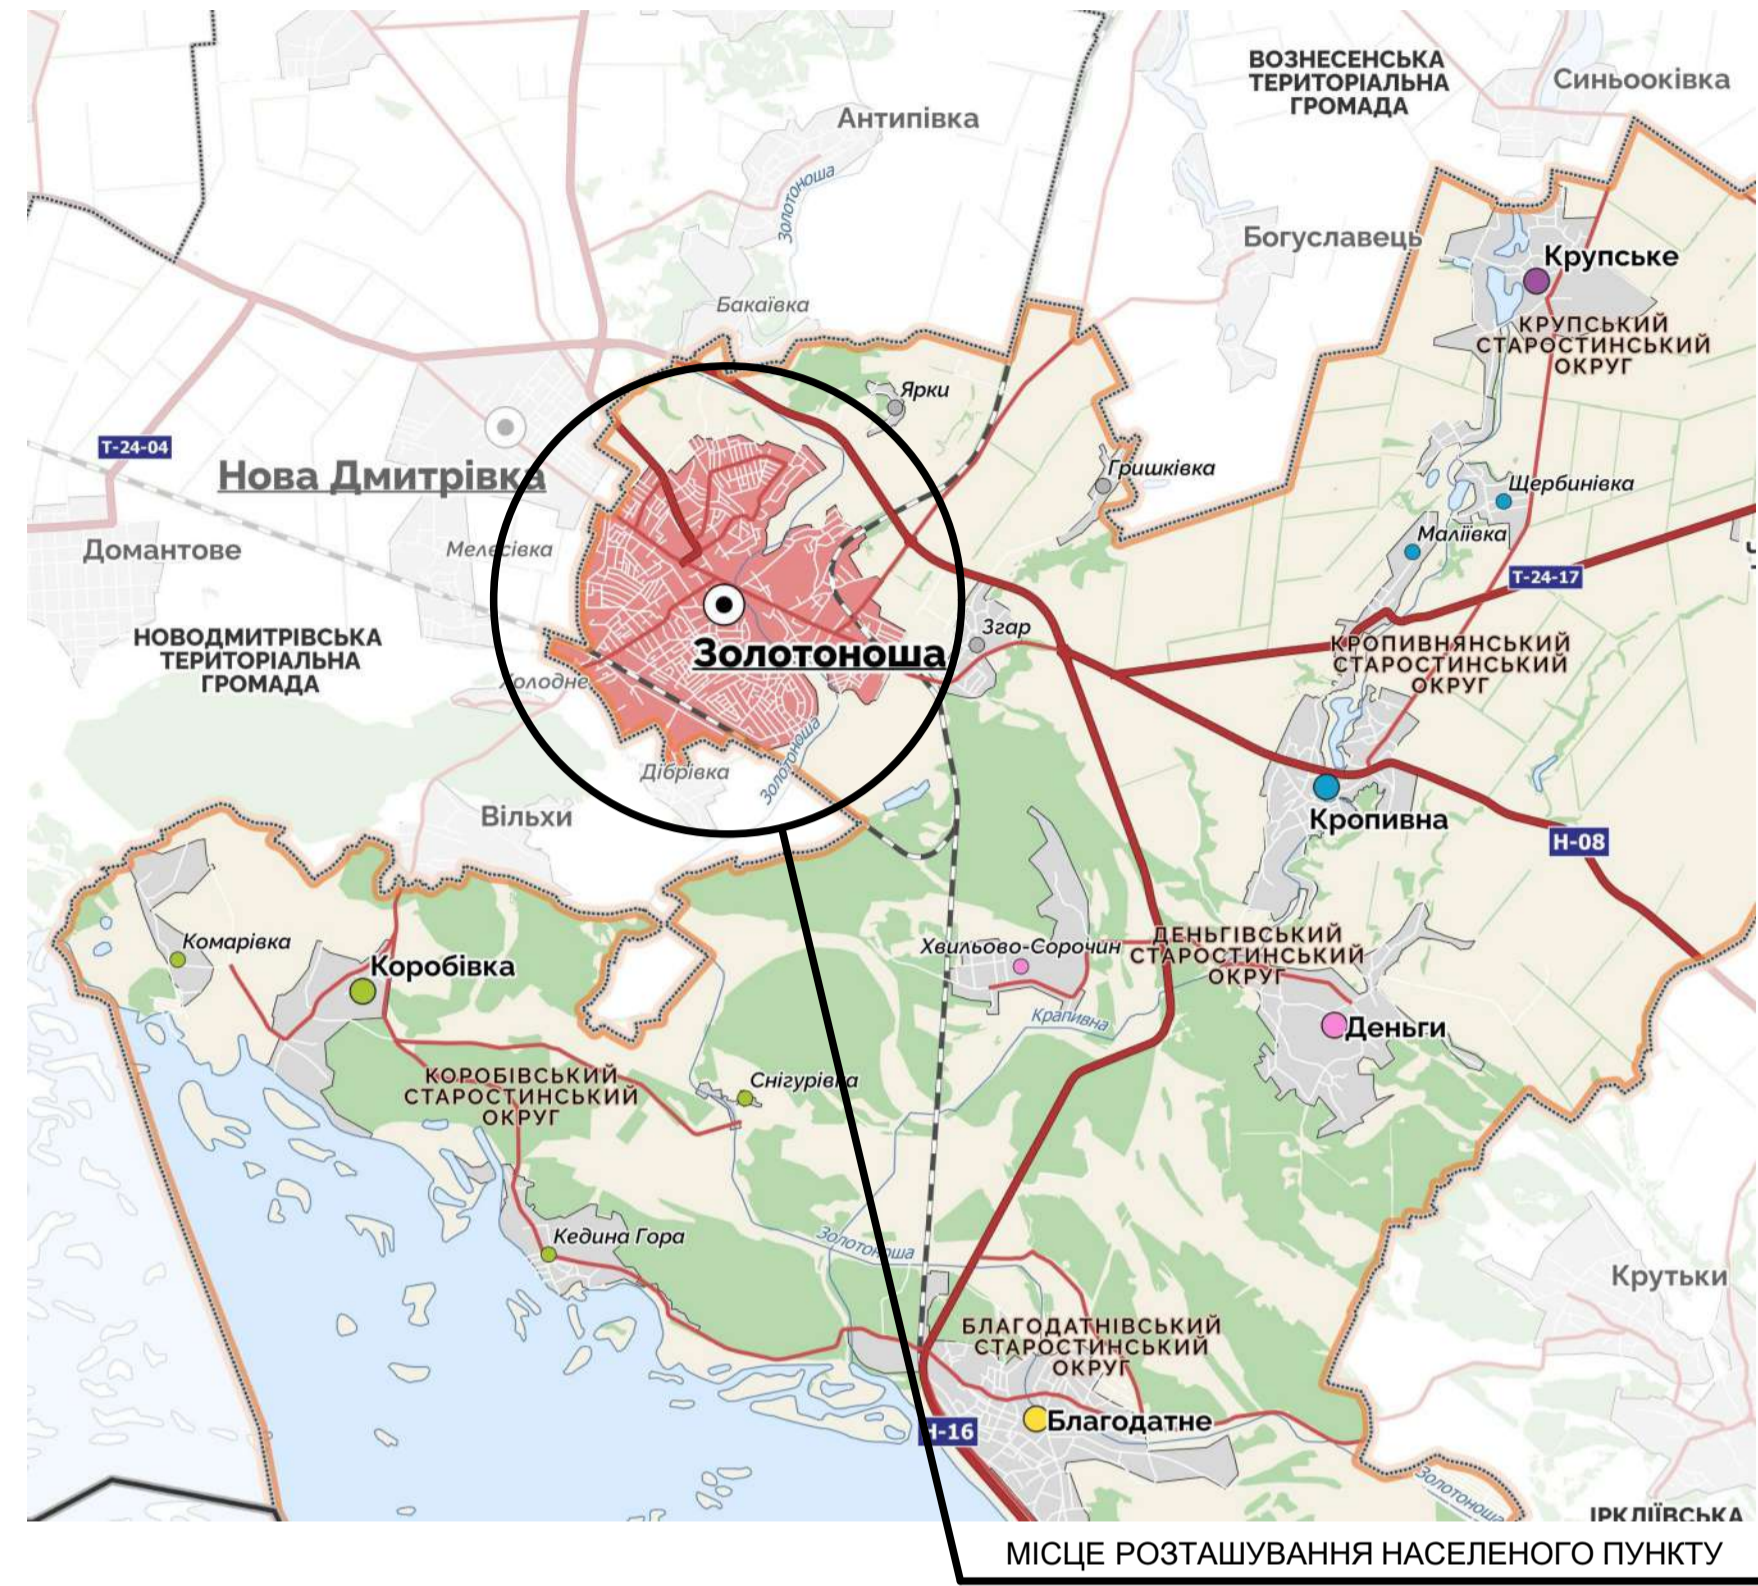 ВОЗНЕСЕНСЬКА
ТЕРИТОРІАЛЬНА
ГРОМАДА
Синьооківка
Антипівка
Золотоноша
Богуславець
Крупське
Бакаївка
КРУПСЬКИЙ
СТАРОСТИНСЬКИЙ
ОКРУГ
Ярки
Т-24-04
Нова Дмитрівка
Гришківка
Щербинівка
Маліївка
Домантове
Мелесівка
Т-24-17
НОВОДМИТРІВСЬКА
ТЕРИТОРІАЛЬНА
ГРОМАДА
Згар
Золотоноша
КРОПИВНЯНСЬКИЙ
СТАРОСТИНСЬКИЙ
ОКРУГ
Холодне
Золотоноша
Дібрівка
Вільхи
Кропивна
Н-08
Комарівка
Коробівка
Хвильово-Сорочин
ДЕНЬГІВСЬКИЙ
СТАРОСТИНСЬКИЙ
ОКРУГ
Крапивна
Деньги
КОРОБІВСЬКИЙ
СТАРОСТИНСЬКИЙ
ОКРУГ
Снігурівка
Кедина Гора
Золотоноша
Крутьки
БЛАГОДАТНІВСЬКИЙ
СТАРОСТИНСЬКИЙ
ОКРУГ
Н-16
Благодатне
Золотоноша
ІРКЛІЇВСЬКА
МІСЦЕ РОЗТАШУВАННЯ НАСЕЛЕНОГО ПУНКТУ